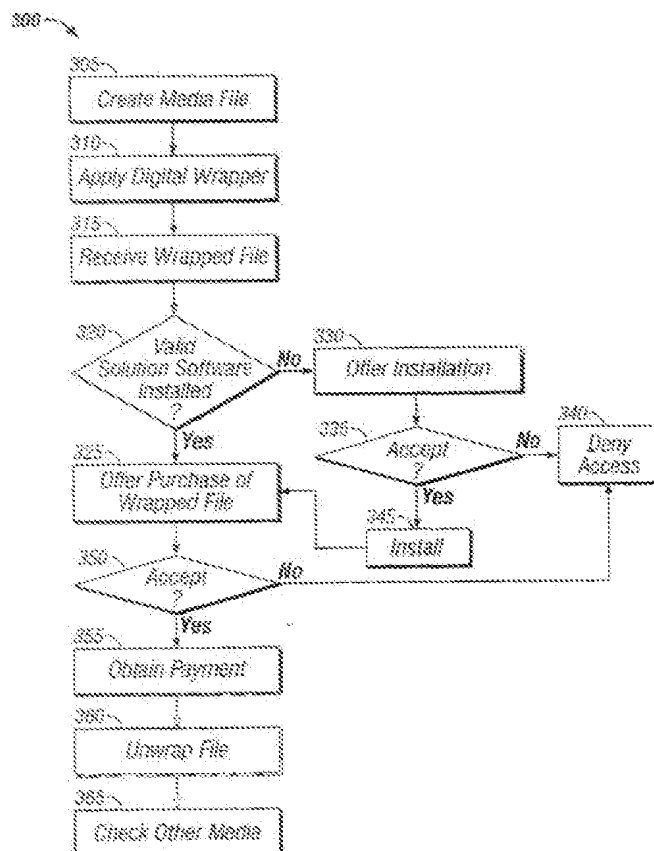 300
305
Create Media File
310
Apply Digital Wrapper
315
Receive Wrapped File
320
Valid
Solution Software
Installed
?
No
Yes
330
Offer Installation
335
Accept
?
No
Yes
340
Deny
Access
345
Install
325
Offer Purchase of
Wrapped File
350
Accept
?
No
Yes
355
Obtain Payment
360
Unwrap File
365
Check Other Media